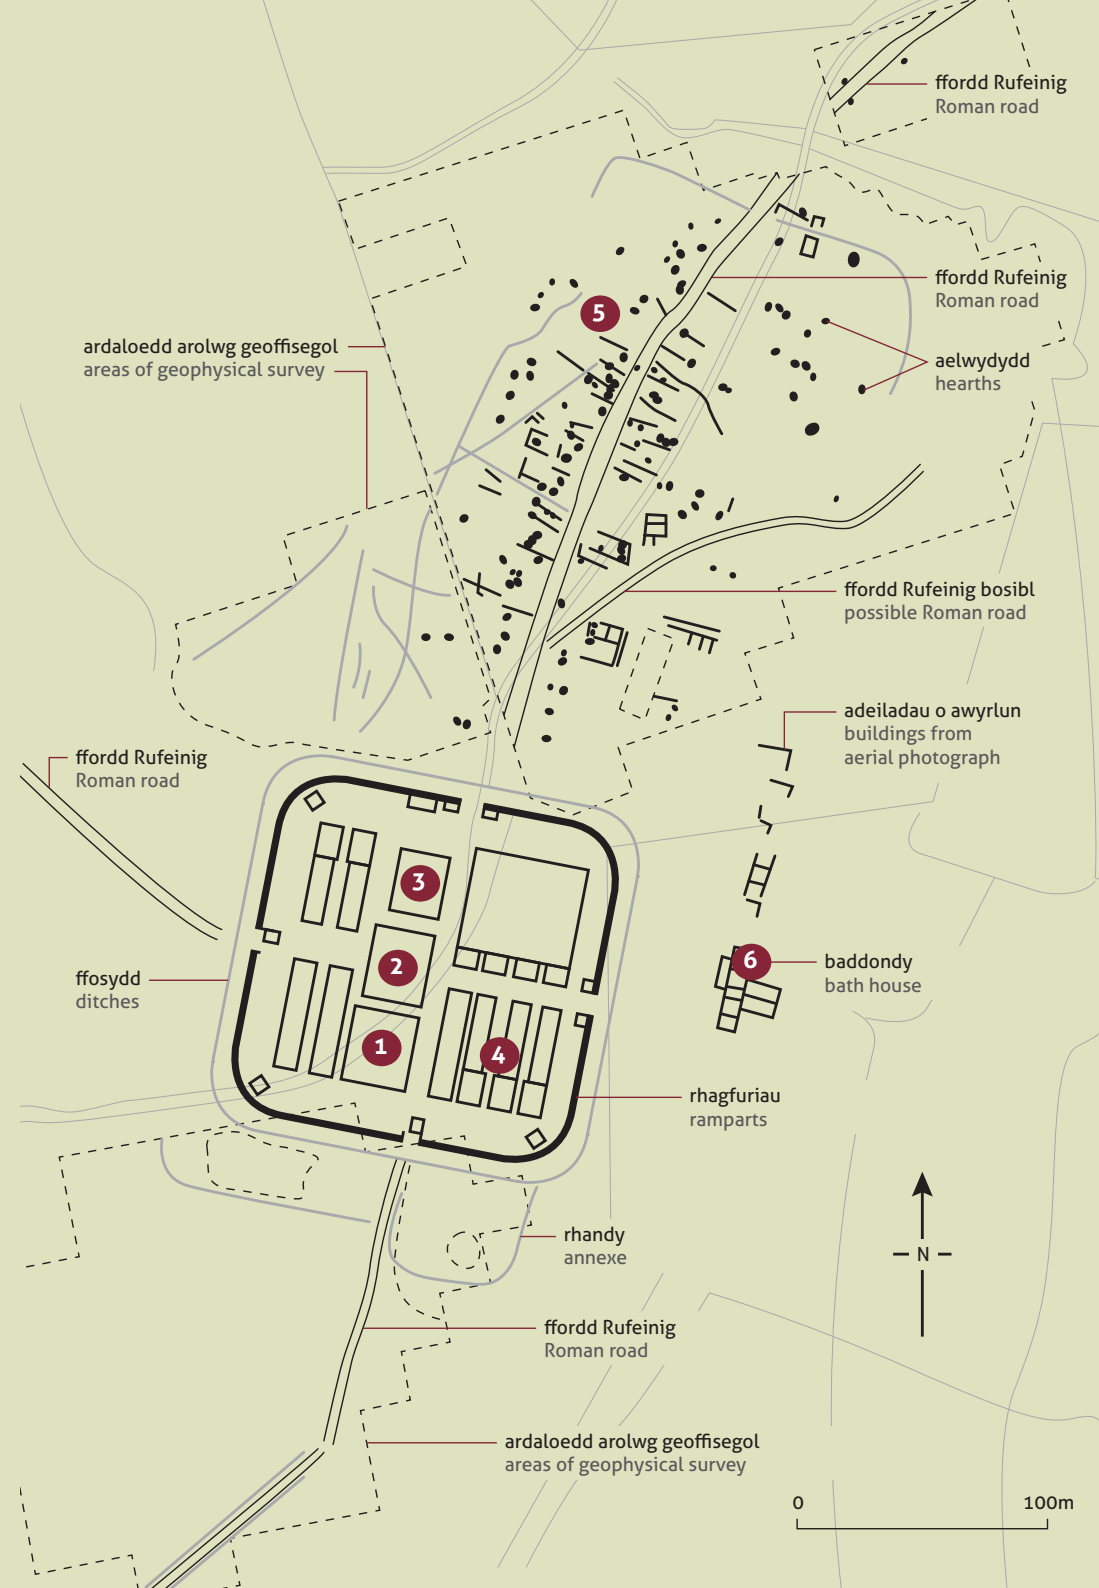 ffordd Rufeinig
Roman road
ffordd Rufeinig
Roman road
5
ardaloedd arolwg geoffisegol
areas of geophysical survey
aelwydydd
hearths
ffordd Rufeinig bosibl
possible Roman road
adeiladau o awyrlun
buildings from
aerial photograph
ffordd Rufeinig
Roman road
3
2
6
baddondy
bath house
ffosydd
ditches
1
4
rhagfuriau
ramparts
rhandy
annexe
N
ffordd Rufeinig
Roman road
ardaloedd arolwg geoffisegol
areas of geophysical survey
0
100m